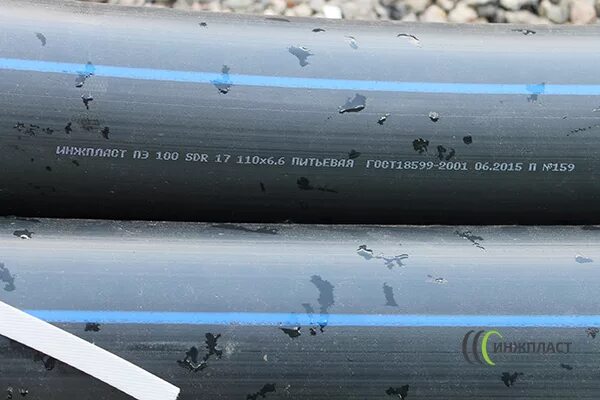 ИНЖПЛАСТ ПЭ 100 SDR 17 110х6.6 ПИТЬЕВАЯ ГОСТ18599-2001 06.2015 П №159
ИНЖПЛАСТ